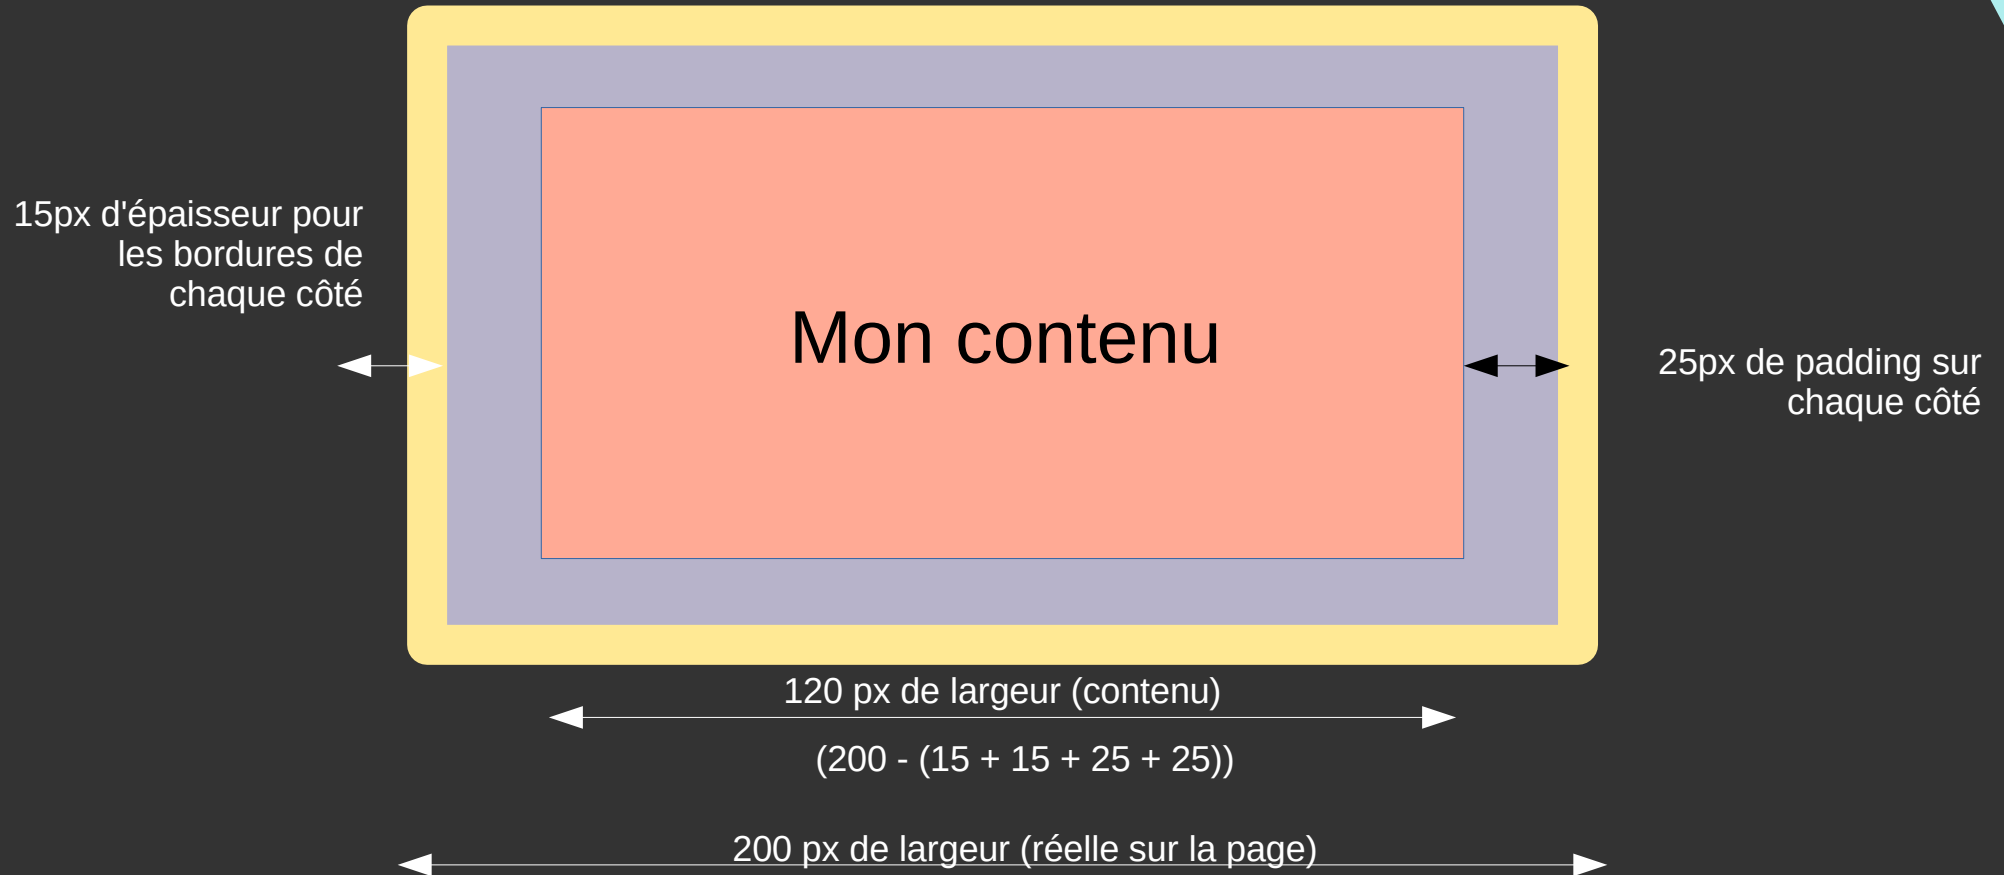 15px d'épaisseur pour
les bordures de
chaque côté
Mon contenu
25px de padding sur
chaque côté
120 px de largeur (contenu)
(200 - (15 + 15 + 25 + 25))
200 px de largeur (réelle sur la page)